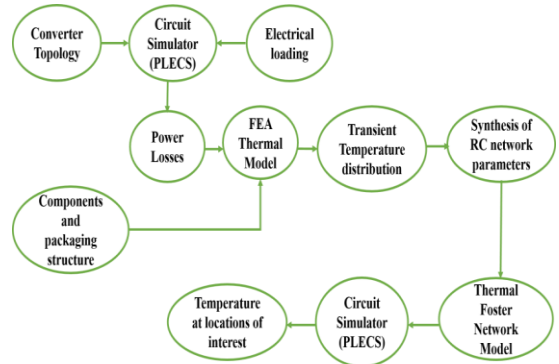 Converter
Topology
Circuit
Simulator
(PLECS)
Electrical
loading
Power
Losses
FEA
Thermal
Model
Transient
Temperature
distribution
Synthesis of
RC network
parameters
Components
and
packaging
structure
Temperature
at locations of
interest
Circuit
Simulator
(PLECS)
Thermal
Foster
Network
Model